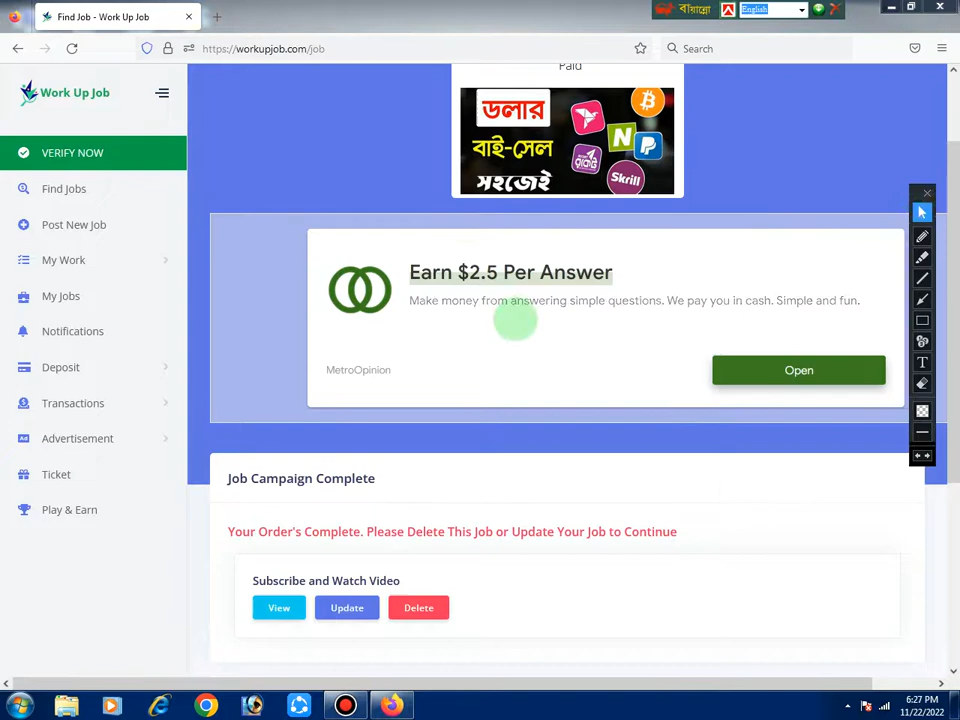 Find Job - Work Up Job
বায়ান্নো
English
https://workupjob.com/job
Search
Work Up Job
VERIFY NOW
Find Jobs
Post New Job
My Work
My Jobs
Notifications
Deposit
Transactions
Advertisement
Ticket
Play & Earn
Paid
ডলার
বাই-সেল
সহজেই
N
Skrill
Earn $2.5 Per Answer
Make money from answering simple questions. We pay you in cash. Simple and fun.
MetroOpinion
Open
Job Campaign Complete
Your Order's Complete. Please Delete This Job or Update Your Job to Continue
Subscribe and Watch Video
View
Update
Delete
6:27 PM
11/22/2022